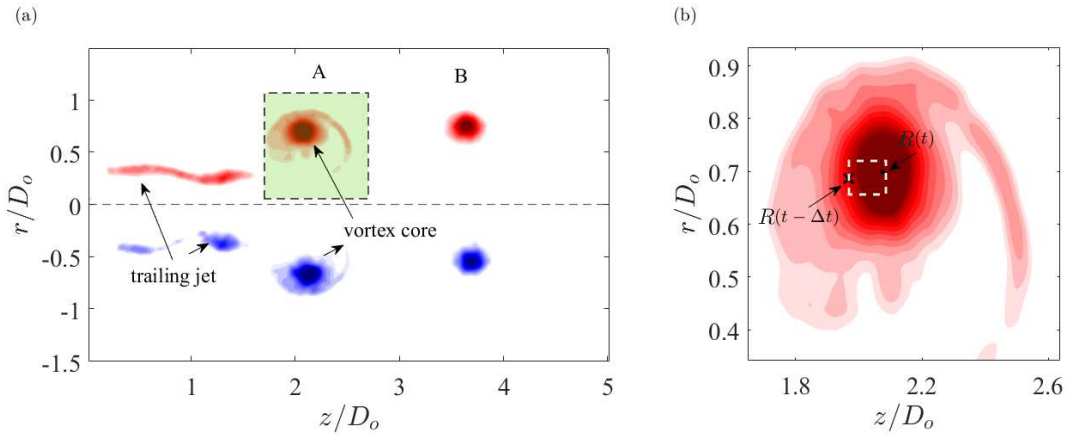 (a)
A
B
1
0.5
0
-0.5
-1
-1.5
r/D_o
vortex core
trailing jet
1
2
3
4
5
z/D_o
(b)
0.9
0.8
0.7
0.6
0.5
0.4
r/D_o
R(t)
R(t − Δt)
1.8
2.2
2.6
z/D_o